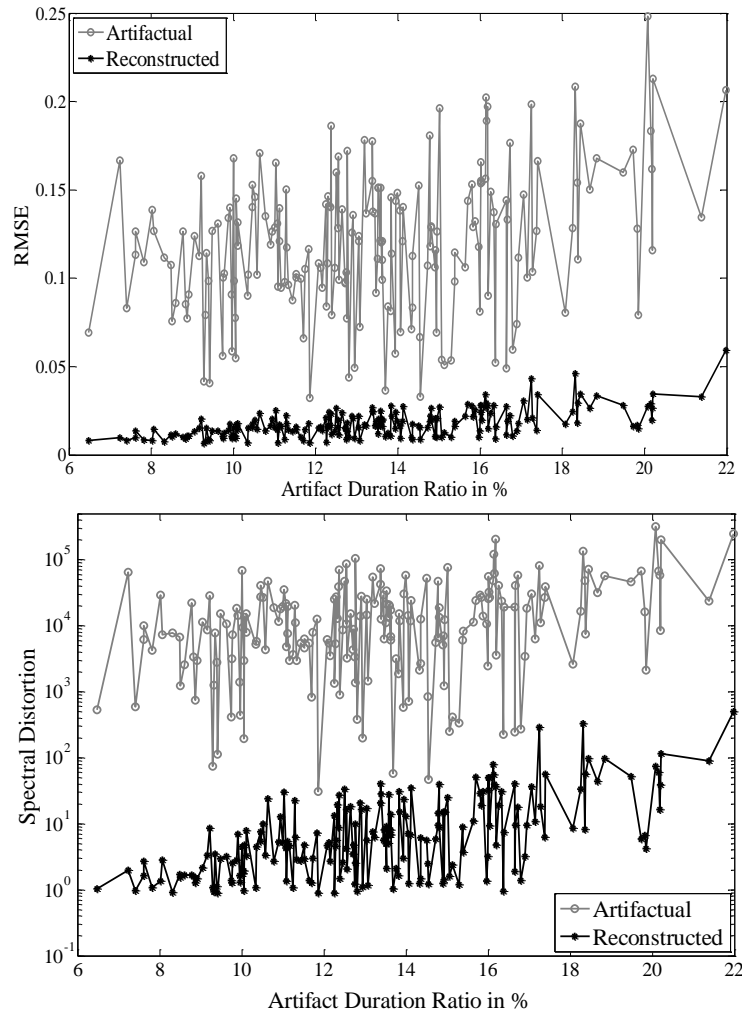 0.25
0.2
0.15
0.1
0.05
0
RMSE
Artifactual
Reconstructed
6 8 10 12 14 16 18 20 22
Artifact Duration Ratio in %
10^5
10^4
10^3
10^2
10^1
10^0
10^-1
Spectral Distortion
Artifactual
Reconstructed
6 8 10 12 14 16 18 20 22
Artifact Duration Ratio in %